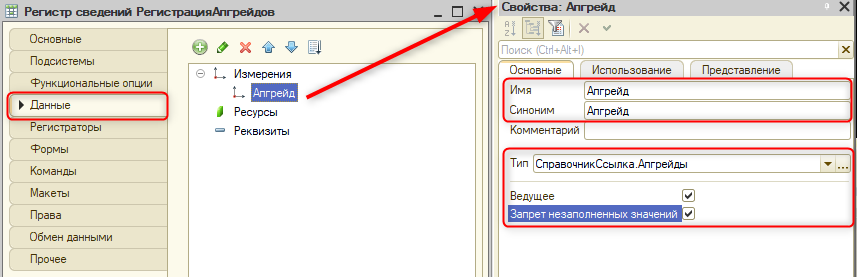 Регистр сведений РегистрацияАпгрейдов
Основные
Подсистемы
Функциональные опции
Данные
Регистраторы
Формы
Команды
Макеты
Права
Обмен данными
Прочее
Измерения
Апгрейд
Ресурсы
Реквизиты
Свойства: Апгрейд
Поиск (Ctrl+Alt+I)
Основные Использование Представление
Имя Апгрейд
Синоним Апгрейд
Комментарий
Тип СправочникСсылка.Апгрейды ...
Ведущее
Запрет незаполненных значений